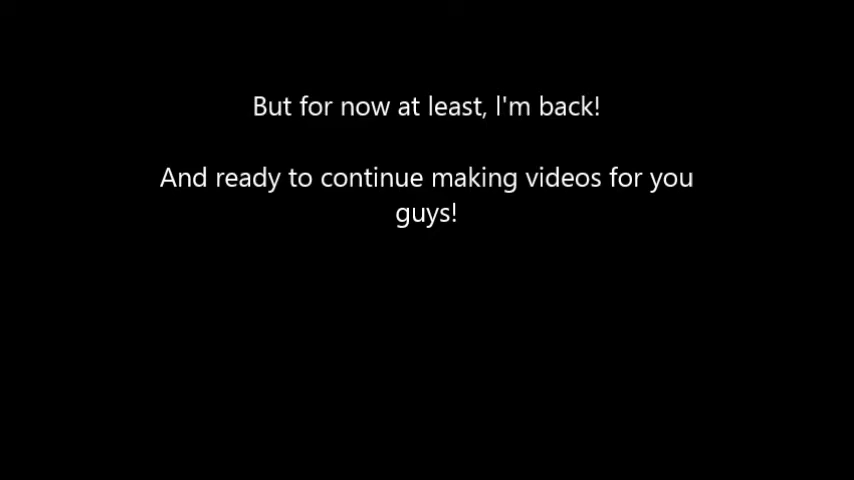 But for now at least, I'm back!
And ready to continue making videos for you
guys!